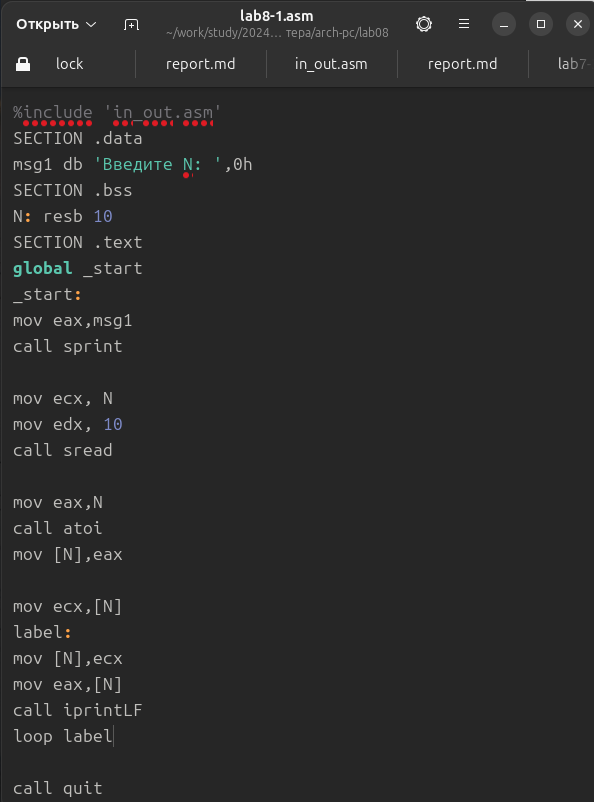 Открыть
lab8-1.asm
~/work/study/2024… тера/arch-pc/lab08
lock
report.md
in_out.asm
report.md
lab7-
%include 'in_out.asm'
SECTION .data
msg1 db 'Введите N: ',0h
SECTION .bss
N: resb 10
SECTION .text
global _start
_start:
mov eax,msg1
call sprint
mov ecx, N
mov edx, 10
call sread
mov eax,N
call atoi
mov [N],eax
mov ecx,[N]
label:
mov [N],ecx
mov eax,[N]
call iprintLF
loop label
call quit